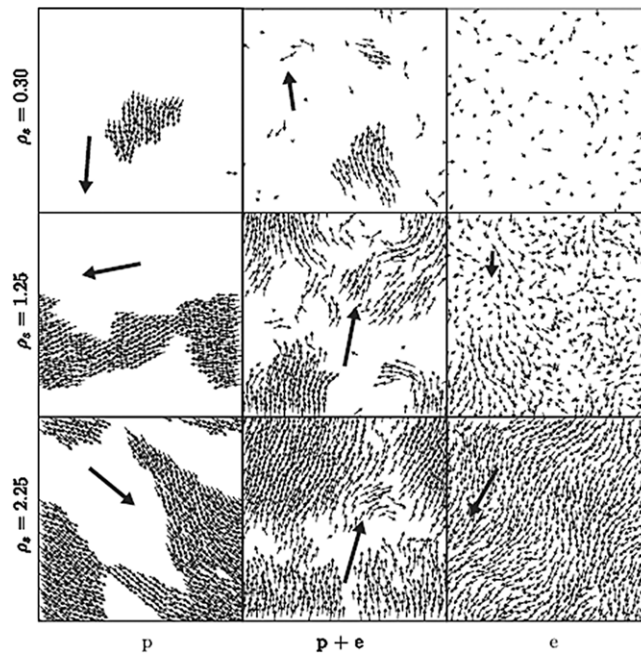 ρs = 0.30
ρs = 1.25
ρs = 2.25
p
p + e
e